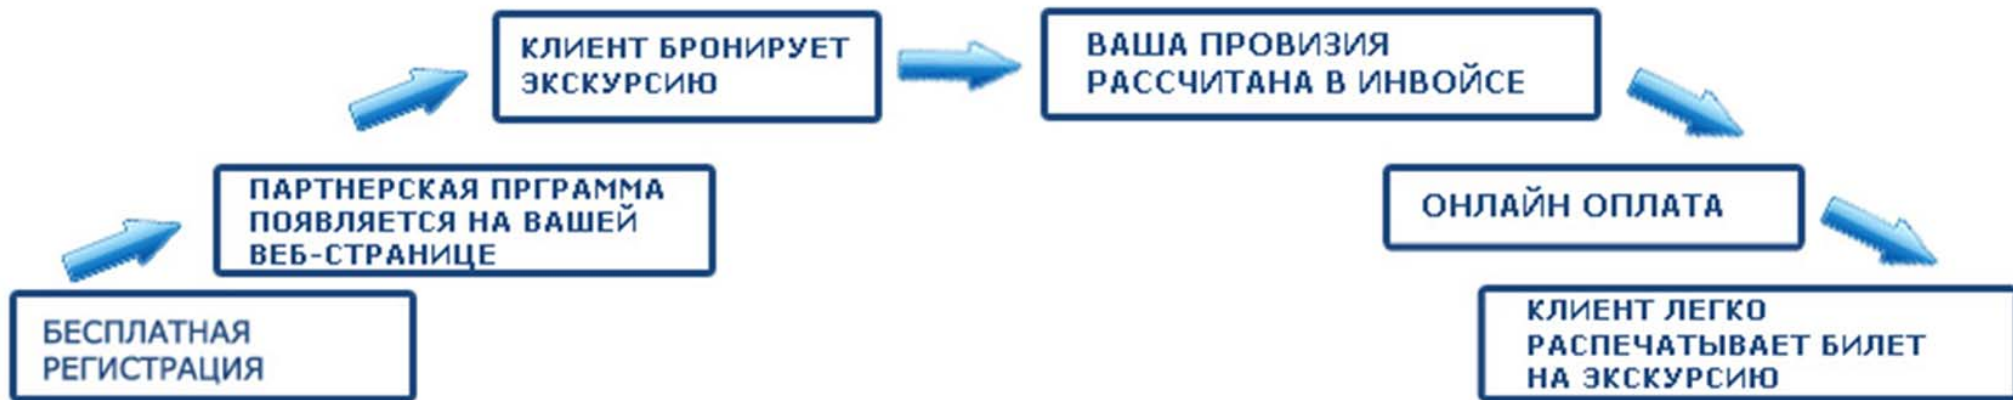 БЕСПЛАТНАЯ
РЕГИСТРАЦИЯ
ПАРТНЕРСКАЯ ПРГРАММА
ПОЯВЛЯЕТСЯ НА ВАШЕЙ
ВЕБ-СТРАНИЦЕ
КЛИЕНТ БРОНИРУЕТ
ЭКСКУРСИЮ
ВАША ПРОВИЗИЯ
РАССЧИТАНА В ИНВОЙСЕ
ОНЛАЙН ОПЛАТА
КЛИЕНТ ЛЕГКО
РАСПЕЧАТЫВАЕТ БИЛЕТ
НА ЭКСКУРСИЮ